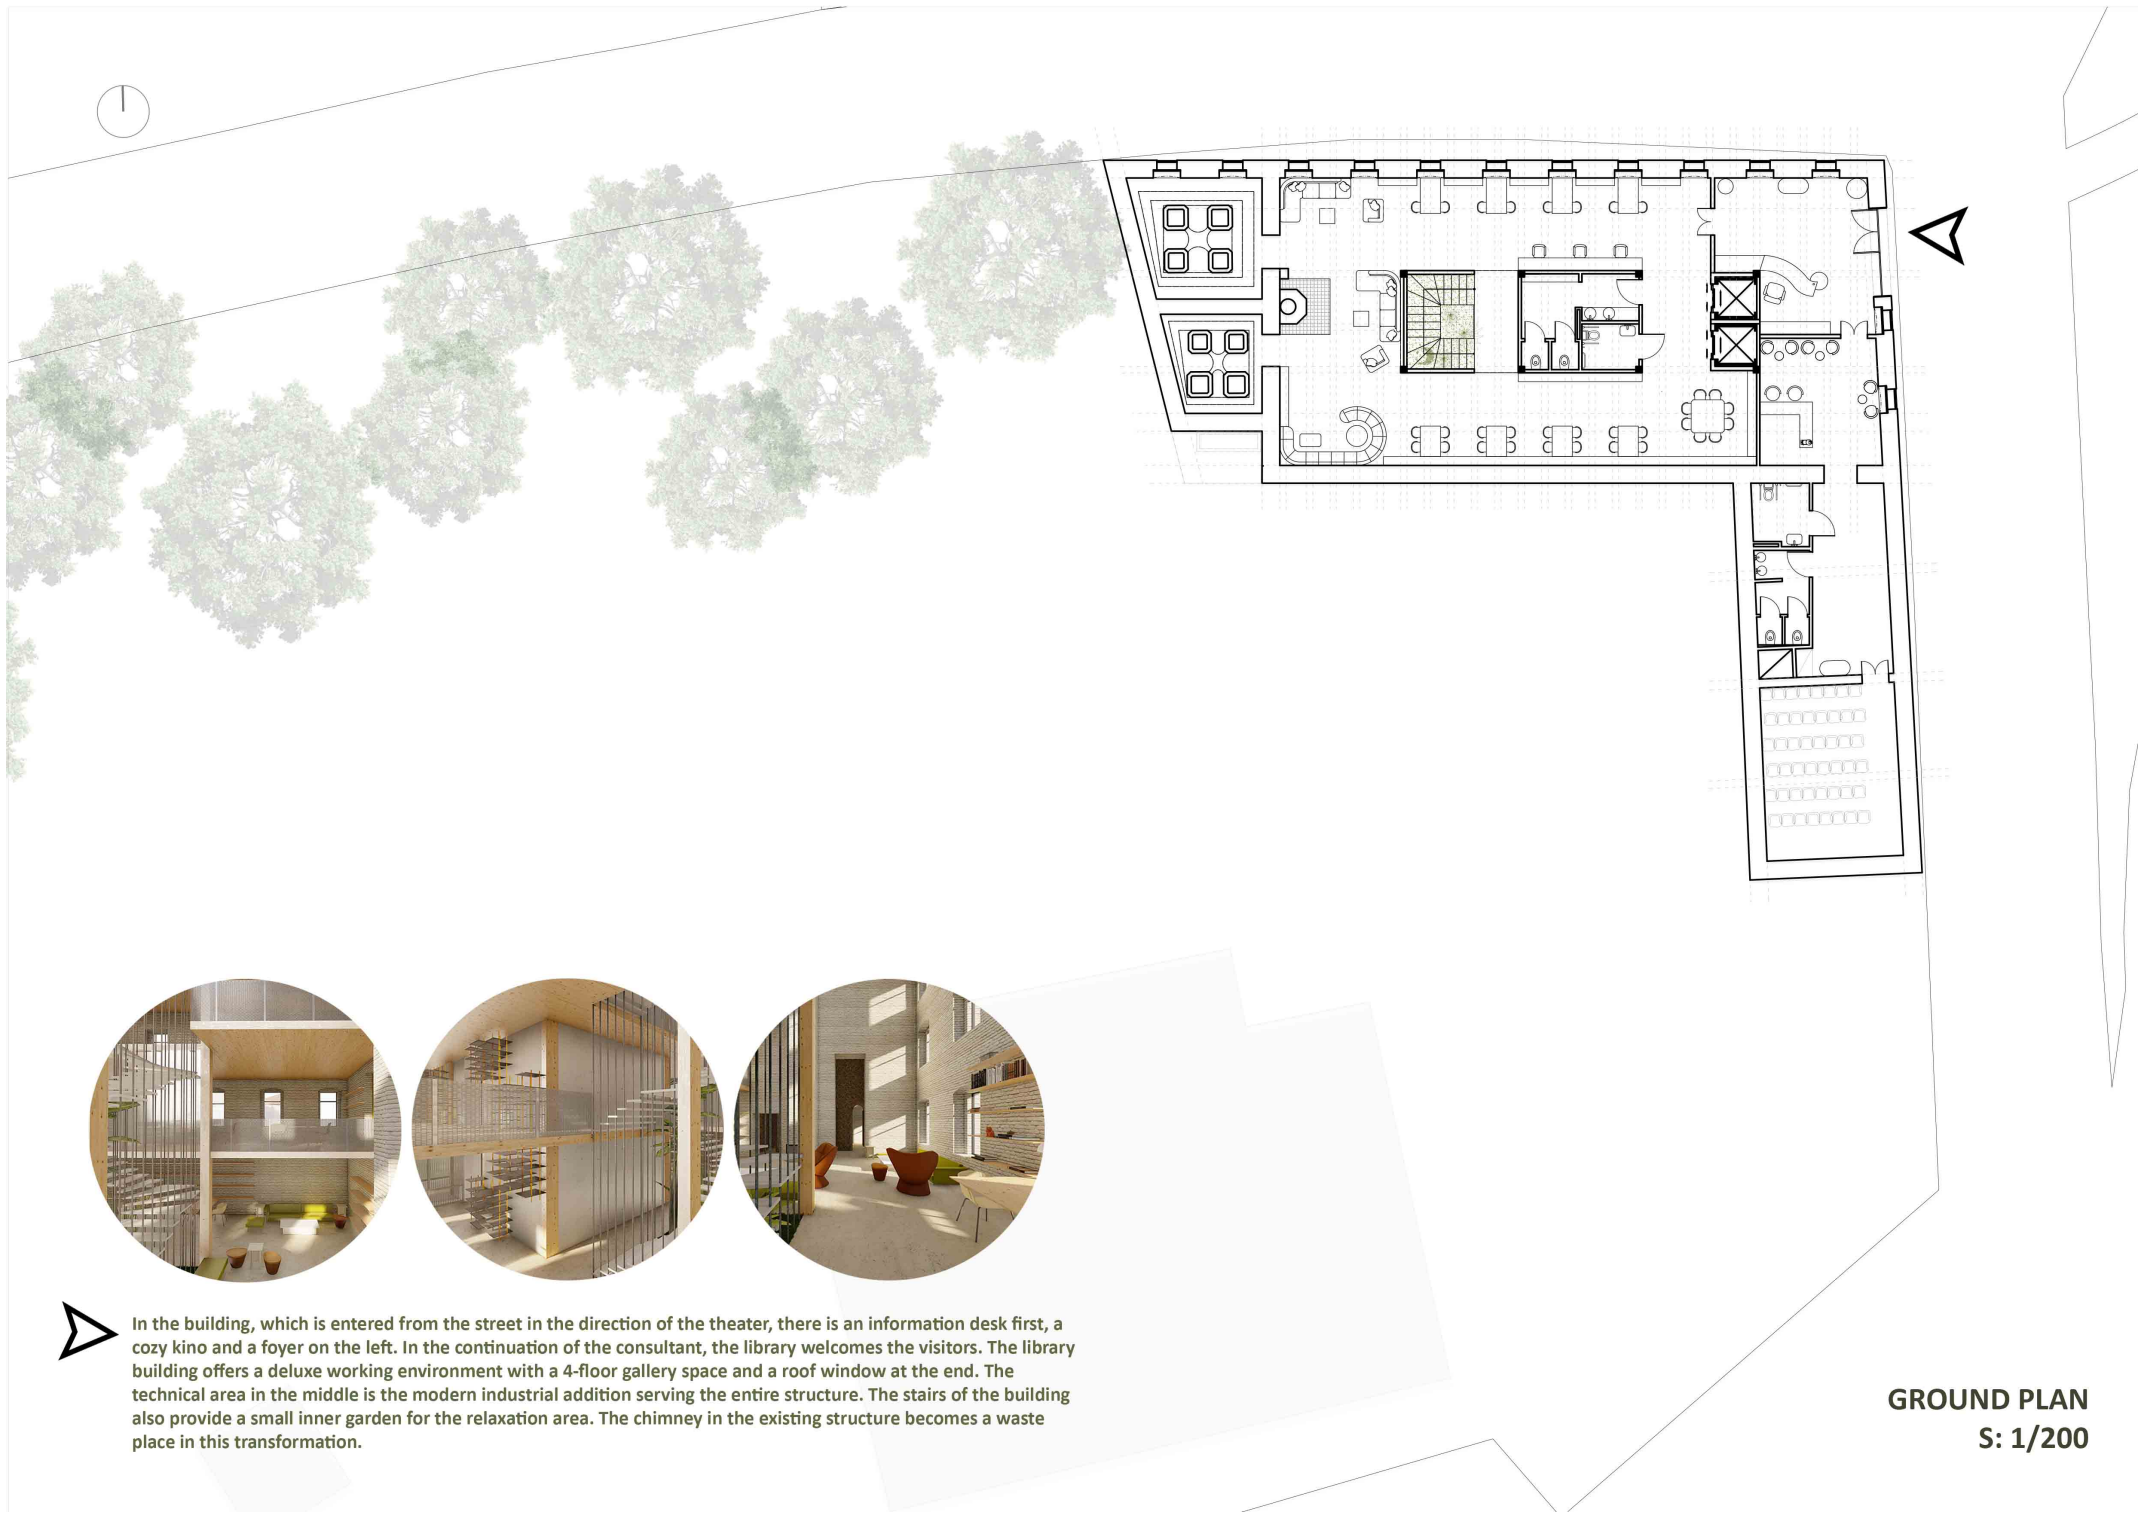 In the building, which is entered from the street in the direction of the theater, there is an information desk first, a
cozy kino and a foyer on the left. In the continuation of the consultant, the library welcomes the visitors. The library
building offers a deluxe working environment with a 4-floor gallery space and a roof window at the end. The
technical area in the middle is the modern industrial addition serving the entire structure. The stairs of the building
also provide a small inner garden for the relaxation area. The chimney in the existing structure becomes a waste
place in this transformation.
GROUND PLAN
S: 1/200